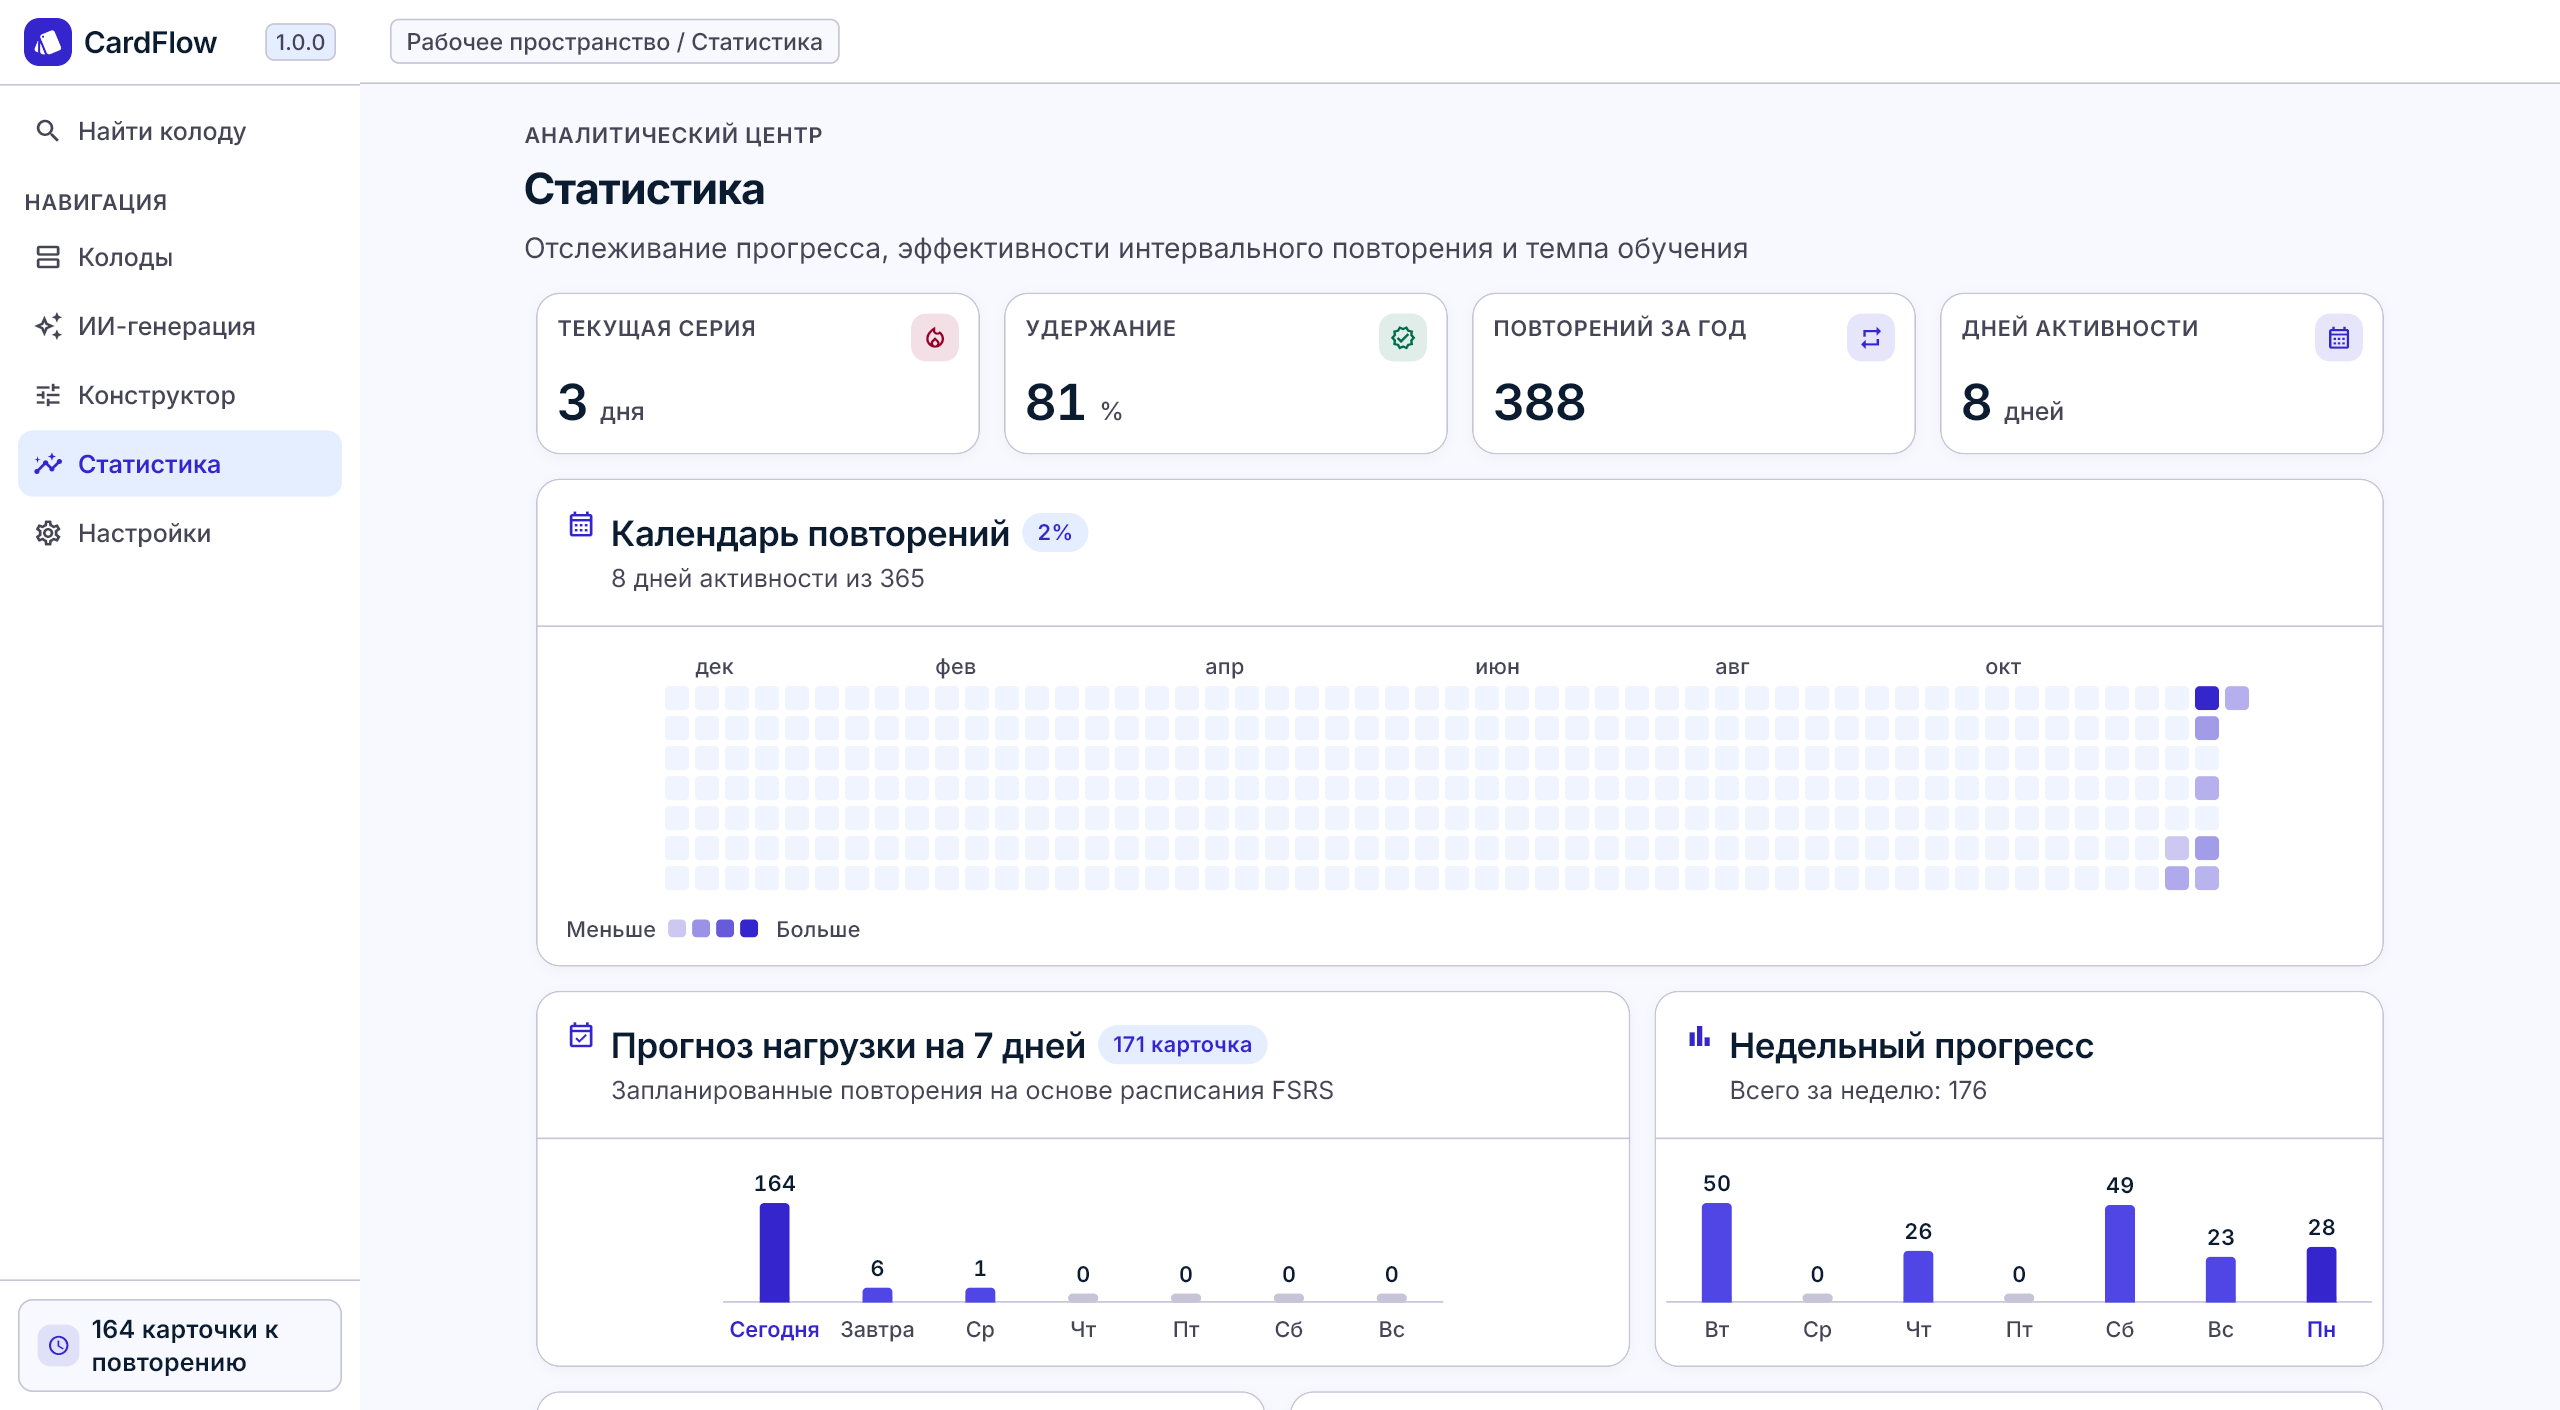 CardFlow
1.0.0
Рабочее пространство / Статистика
Найти колоду
НАВИГАЦИЯ
Колоды
ИИ-генерация
Конструктор
Статистика
Настройки
164 карточки к
повторению
АНАЛИТИЧЕСКИЙ ЦЕНТР
Статистика
Отслеживание прогресса, эффективности интервального повторения и темпа обучения
ТЕКУЩАЯ СЕРИЯ
3 дня
УДЕРЖАНИЕ
81 %
ПОВТОРЕНИЙ ЗА ГОД
388
ДНЕЙ АКТИВНОСТИ
8 дней
Календарь повторений 2%
8 дней активности из 365
дек фев апр июн авг окт
Меньше Больше
Прогноз нагрузки на 7 дней 171 карточка
Запланированные повторения на основе расписания FSRS
164 6 1 0 0 0 0
Сегодня Завтра Ср Чт Пт Сб Вс
Недельный прогресс
Всего за неделю: 176
50 0 26 0 49 23 28
Вт Ср Чт Пт Сб Вс Пн